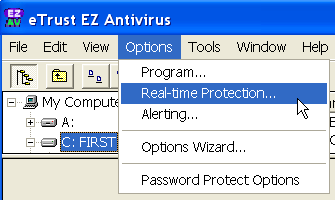 EZ AV eTrust EZ Antivirus
File Edit View Options Tools Window Help
Program...
Real-time Protection...
My Compute
Alerting...
A:
C: FIRST
Options Wizard...
Password Protect Options